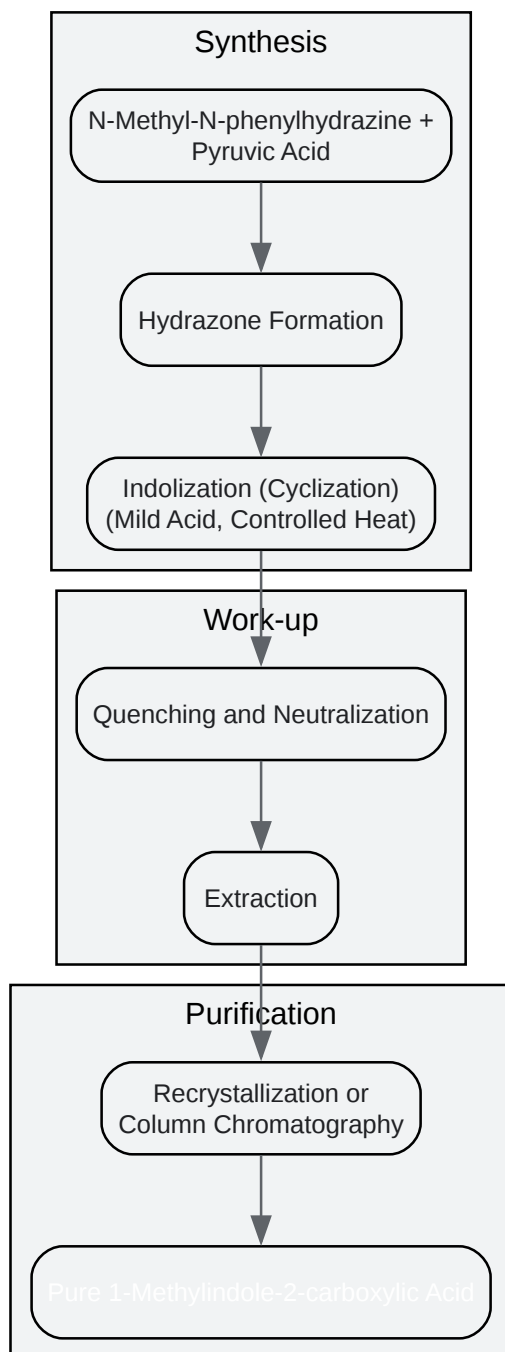 Synthesis
N-Methyl-N-phenylhydrazine +
Pyruvic Acid
Hydrazone Formation
Indolization (Cyclization)
(Mild Acid, Controlled Heat)
Work-up
Quenching and Neutralization
Extraction
Purification
Recrystallization or
Column Chromatography
Pure 1-Methylindole-2-carboxylic Acid